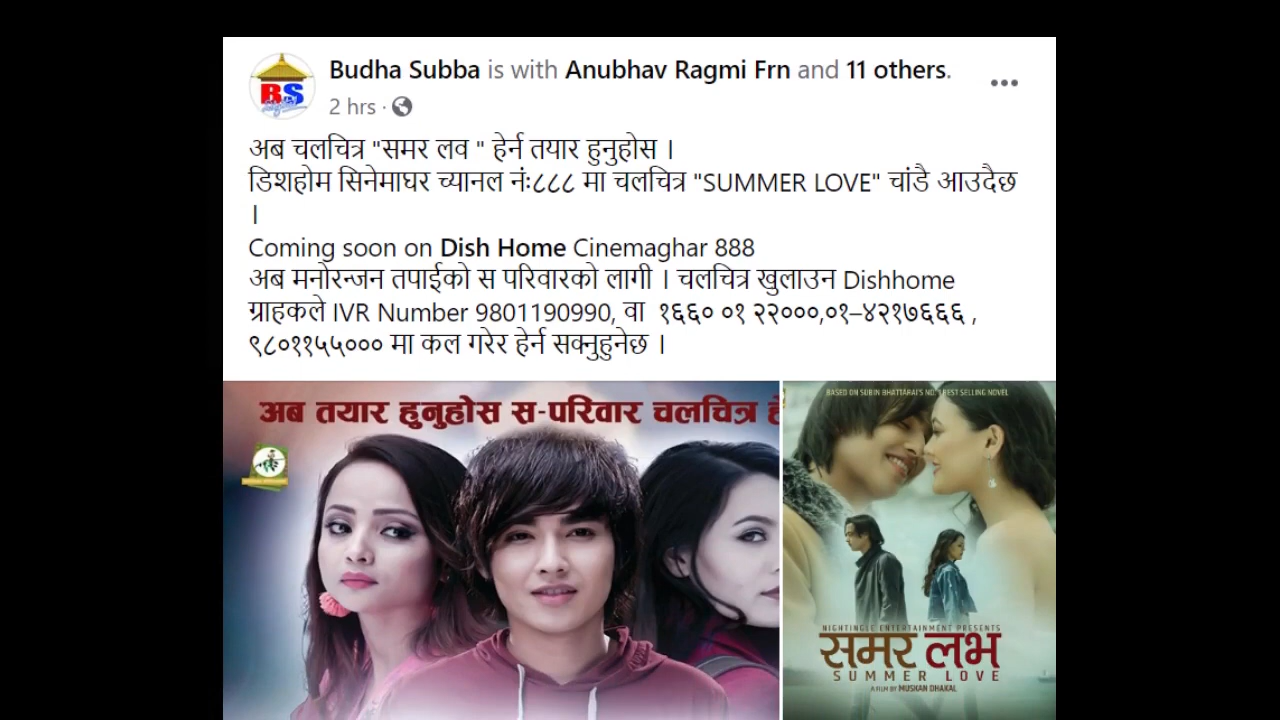 Budha Subba is with Anubhav Ragmi Frn and 11 others.
2 hrs ·
अब चलचित्र "समर लव " हेर्न तयार हुनुहोस ।
डिशहोम सिनेमाघर च्यानल नंः८८८ मा चलचित्र "SUMMER LOVE" चांडै आउदैछ
।
Coming soon on Dish Home Cinemaghar 888
अब मनोरन्जन तपाईको स परिवारको लागी । चलचित्र खुलाउन Dishhome
ग्राहकले IVR Number 9801190990, वा १६६० ०१ २२०००,०१–४२१७६६६ ,
९८०११५५००० मा कल गरेर हेर्न सक्नुहुनेछ ।
अब तयार हुनुहोस स-परिवार चलचित्र
BASED ON SUBIN BHATTARAI'S NO. 1 BEST SELLING NOVEL
NIGHTINGLE ENTERTAINMENT PRESENTS
समर लभ
SUMMER LOVE
A FILM BY MUSKAN DHAKAL
BS